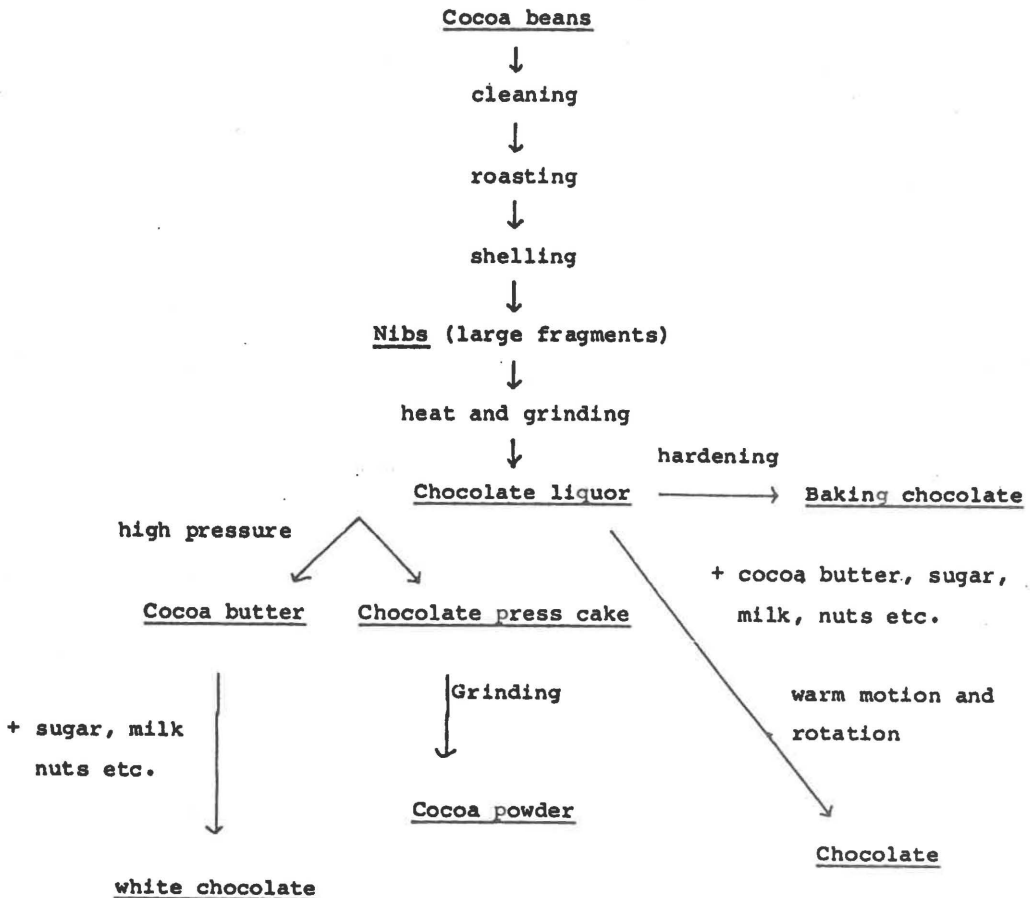 Cocoa beans
cleaning
roasting
shelling
Nibs (large fragments)
heat and grinding
hardening
Chocolate liquor
Baking chocolate
high pressure
+ cocoa butter, sugar,
milk, nuts etc.
Cocoa butter
Chocolate press cake
Grinding
warm motion and
rotation
+ sugar, milk
nuts etc.
Cocoa powder
Chocolate
white chocolate